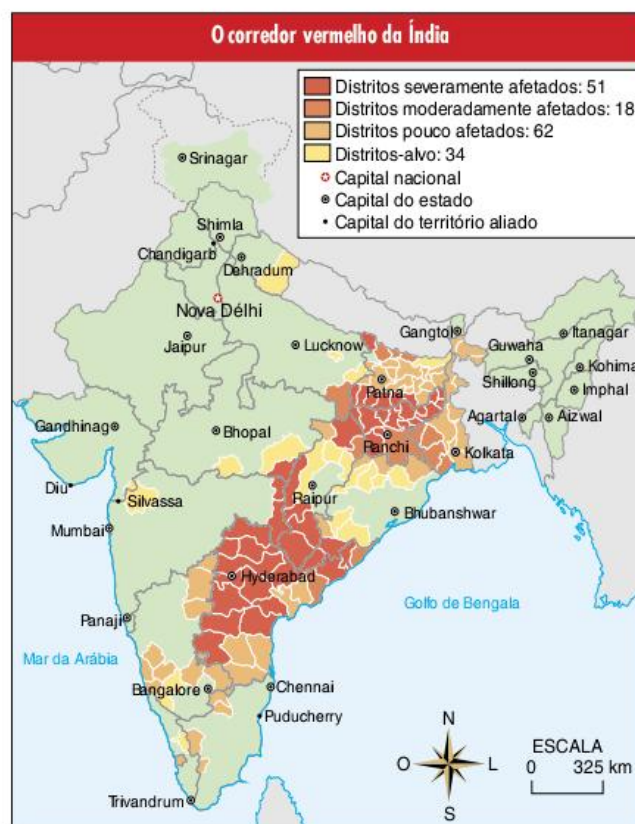 O corredor vermelho da Índia
Distritos severamente afetados: 51
Distritos moderadamente afetados: 18
Distritos pouco afetados: 62
Distritos-alvo: 34
Capital nacional
Capital do estado
Capital do território aliado
Srinagar
Shimla
Chandigarb
Dehradum
Nova Délhi
Jaipur
Lucknow
Gangtol
Itanagar
Guwaha
Kohima
Shillong
Imphal
Patna
Agartal
Aizwal
Gandhinag
Bhopal
Ranchi
Kolkata
Diu
Silvassa
Raipur
Bhubanshwar
Mumbai
Hyderabad
Golfo de Bengala
Panaji
Mar da Arábia
Bangalore
Chennai
Puducherry
Trivandrum
N
O
L
S
ESCALA
0 325 km